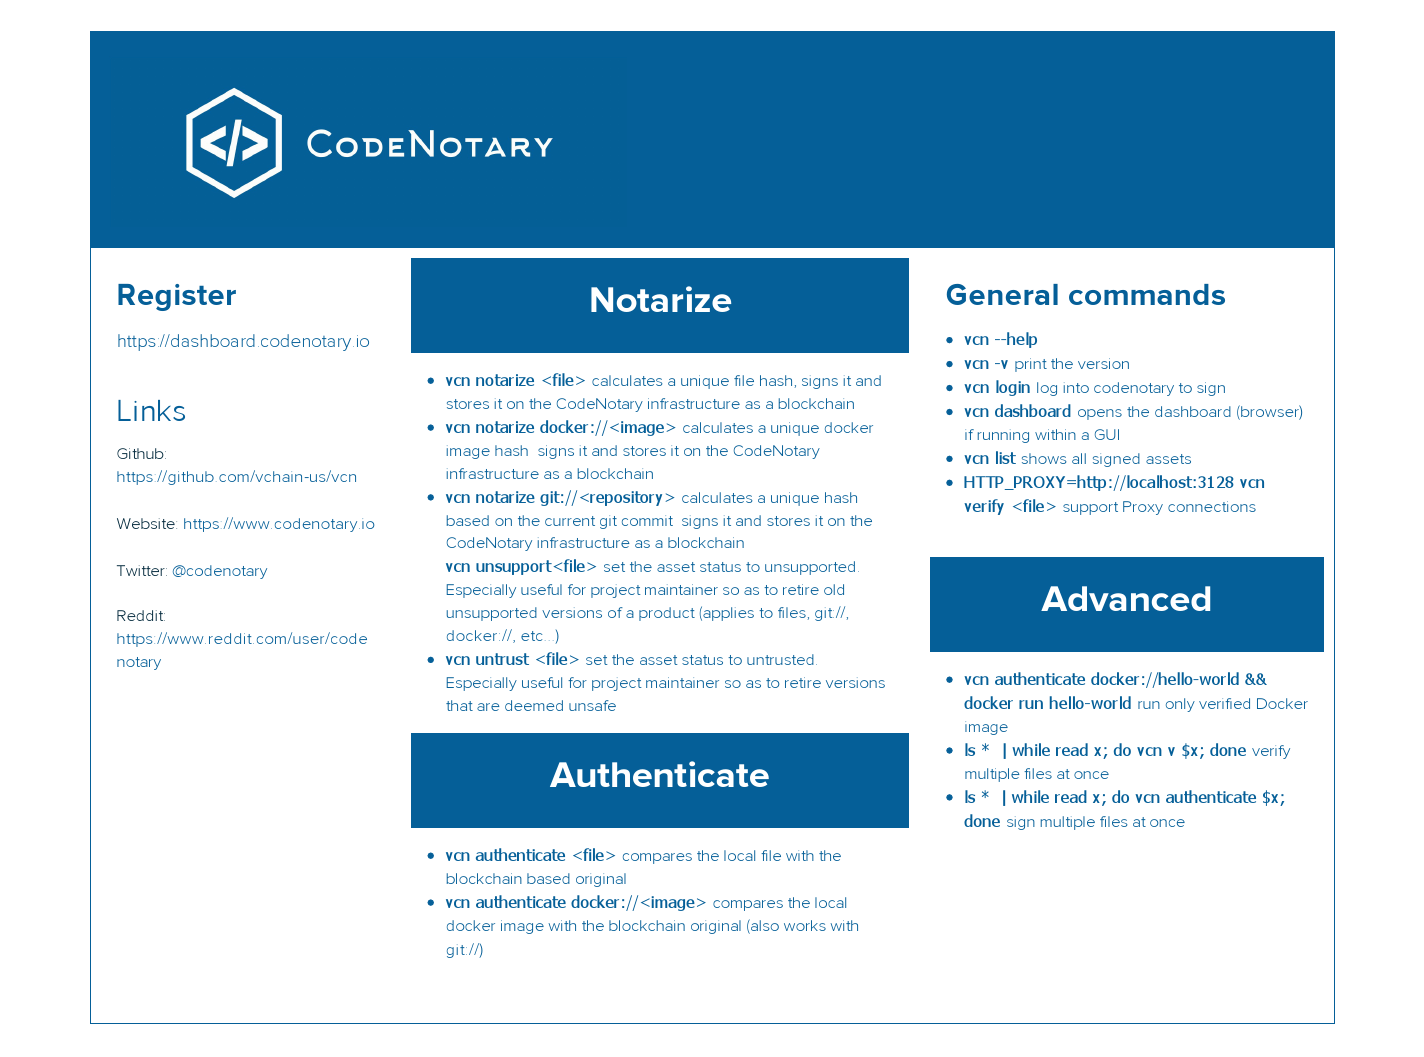 </>
CODENOTARY
Register
https://dashboard.codenotary.io
Links
Github:
https://github.com/vchain-us/vcn
Website: https://www.codenotary.io
Twitter: @codenotary
Reddit:
https://www.reddit.com/user/code
notary
Notarize
• vcn notarize <file> calculates a unique file hash, signs it and
stores it on the CodeNotary infrastructure as a blockchain
• vcn notarize docker://<image> calculates a unique docker
image hash signs it and stores it on the CodeNotary
infrastructure as a blockchain
• vcn notarize git://<repository> calculates a unique hash
based on the current git commit signs it and stores it on the
CodeNotary infrastructure as a blockchain
vcn unsupport<file> set the asset status to unsupported.
Especially useful for project maintainer so as to retire old
unsupported versions of a product (applies to files, git://,
docker://, etc...)
• vcn untrust <file> set the asset status to untrusted.
Especially useful for project maintainer so as to retire versions
that are deemed unsafe
Authenticate
• vcn authenticate <file> compares the local file with the
blockchain based original
• vcn authenticate docker://<image> compares the local
docker image with the blockchain original (also works with
git://)
General commands
• vcn --help
• vcn -v print the version
• vcn login log into codenotary to sign
• vcn dashboard opens the dashboard (browser)
if running within a GUI
• vcn list shows all signed assets
• HTTP_PROXY=http://localhost:3128 vcn
verify <file> support Proxy connections
Advanced
• vcn authenticate docker://hello-world &&
docker run hello-world run only verified Docker
image
• ls * | while read x; do vcn v $x; done verify
multiple files at once
• ls * | while read x; do vcn authenticate $x;
done sign multiple files at once